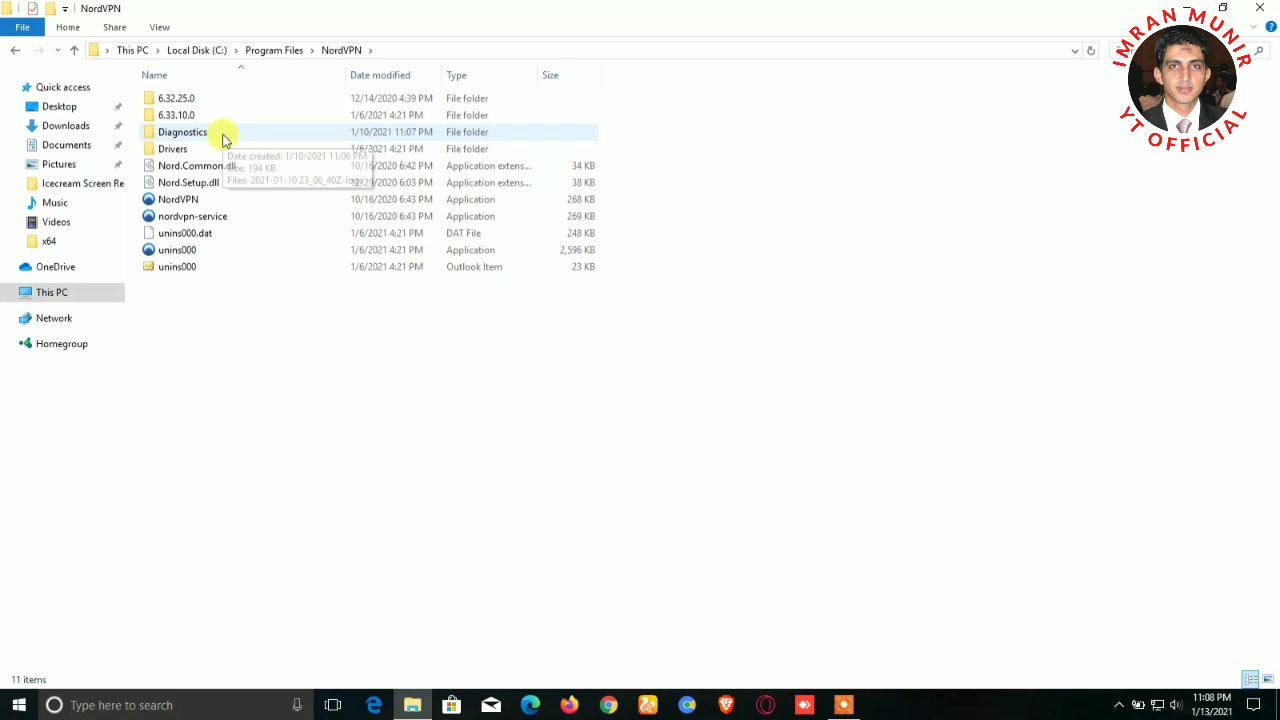 NordVPN
File Home Share View
This PC Local Disk (C:) Program Files NordVPN
Name Date modified Type Size
Quick access
Desktop
Downloads
Documents
Pictures
Icecream Screen Re
Music
Videos
x64
OneDrive
This PC
Network
Homegroup
6.32.25.0 12/14/2020 4:39 PM File folder
6.33.10.0 1/6/2021 4:21 PM File folder
Diagnostics 1/10/2021 11:07 PM File folder
Drivers 1/6/2021 4:21 PM File folder
Nord.Common.dll 10/16/2020 6:42 PM Application extens... 34 KB
Nord.Setup.dll 12/29/2020 6:03 PM Application extens... 38 KB
NordVPN 10/16/2020 6:43 PM Application 268 KB
nordvpn-service 10/16/2020 6:43 PM Application 269 KB
unins000.dat 1/6/2021 4:21 PM DAT File 248 KB
unins000 1/6/2021 4:21 PM Application 2,596 KB
unins000 1/6/2021 4:21 PM Outlook Item 23 KB
Date created: 1/10/2021 11:06 PM
Size: 194 KB
Files: 2021-01-10 23_06_40Z-
IMRAN MUNIR
YT OFFICIAL
11 items
Type here to search
11:08 PM
1/13/2021